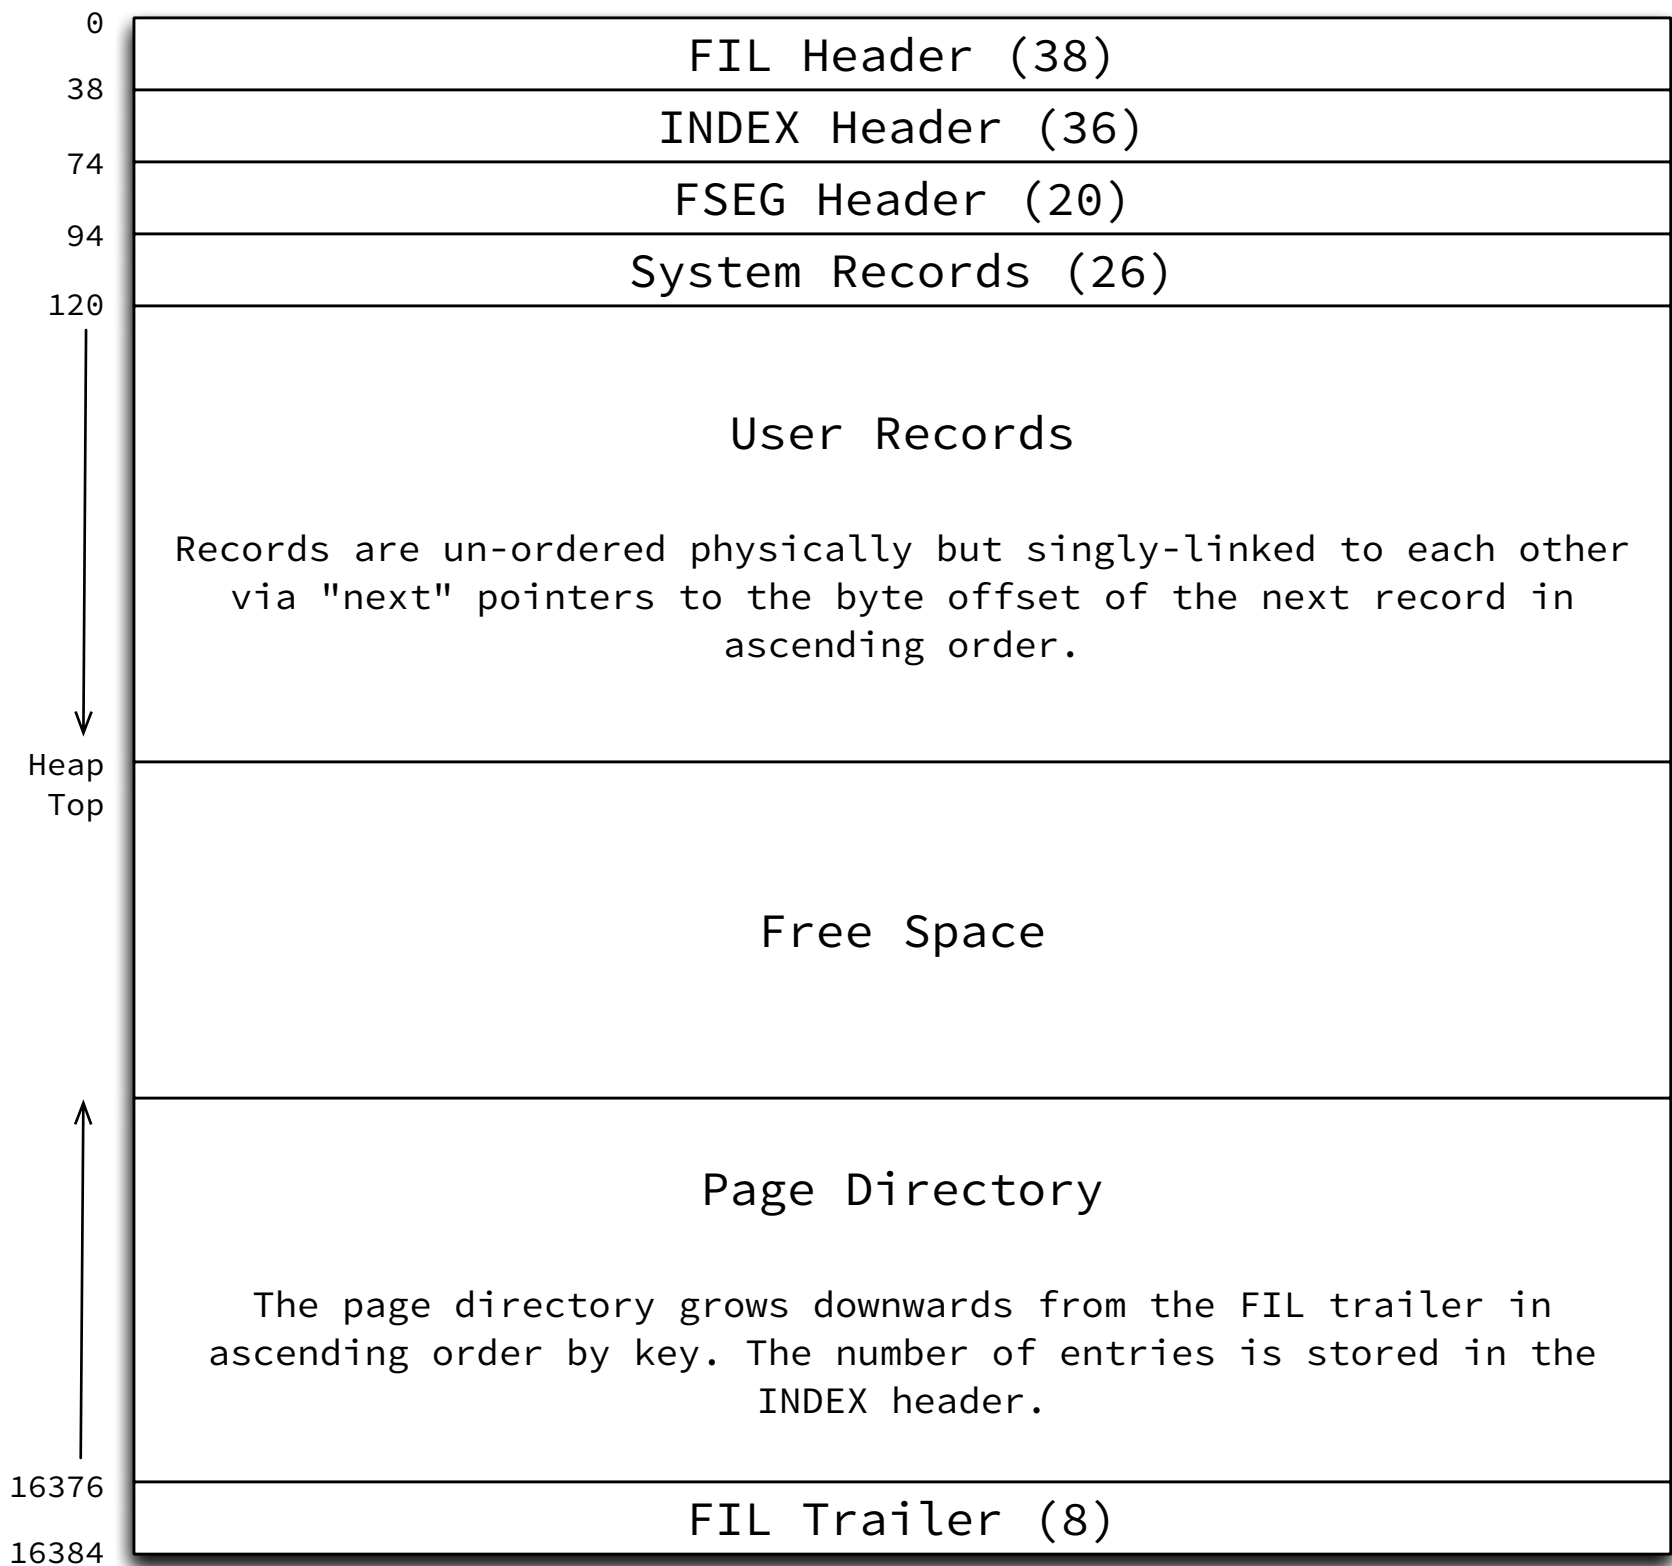 0
FIL Header (38)
38
INDEX Header (36)
74
FSEG Header (20)
94
System Records (26)
120
User Records
Records are un-ordered physically but singly-linked to each other
via "next" pointers to the byte offset of the next record in
ascending order.
Heap
Top
Free Space
Page Directory
The page directory grows downwards from the FIL trailer in
ascending order by key. The number of entries is stored in the
INDEX header.
16376
FIL Trailer (8)
16384